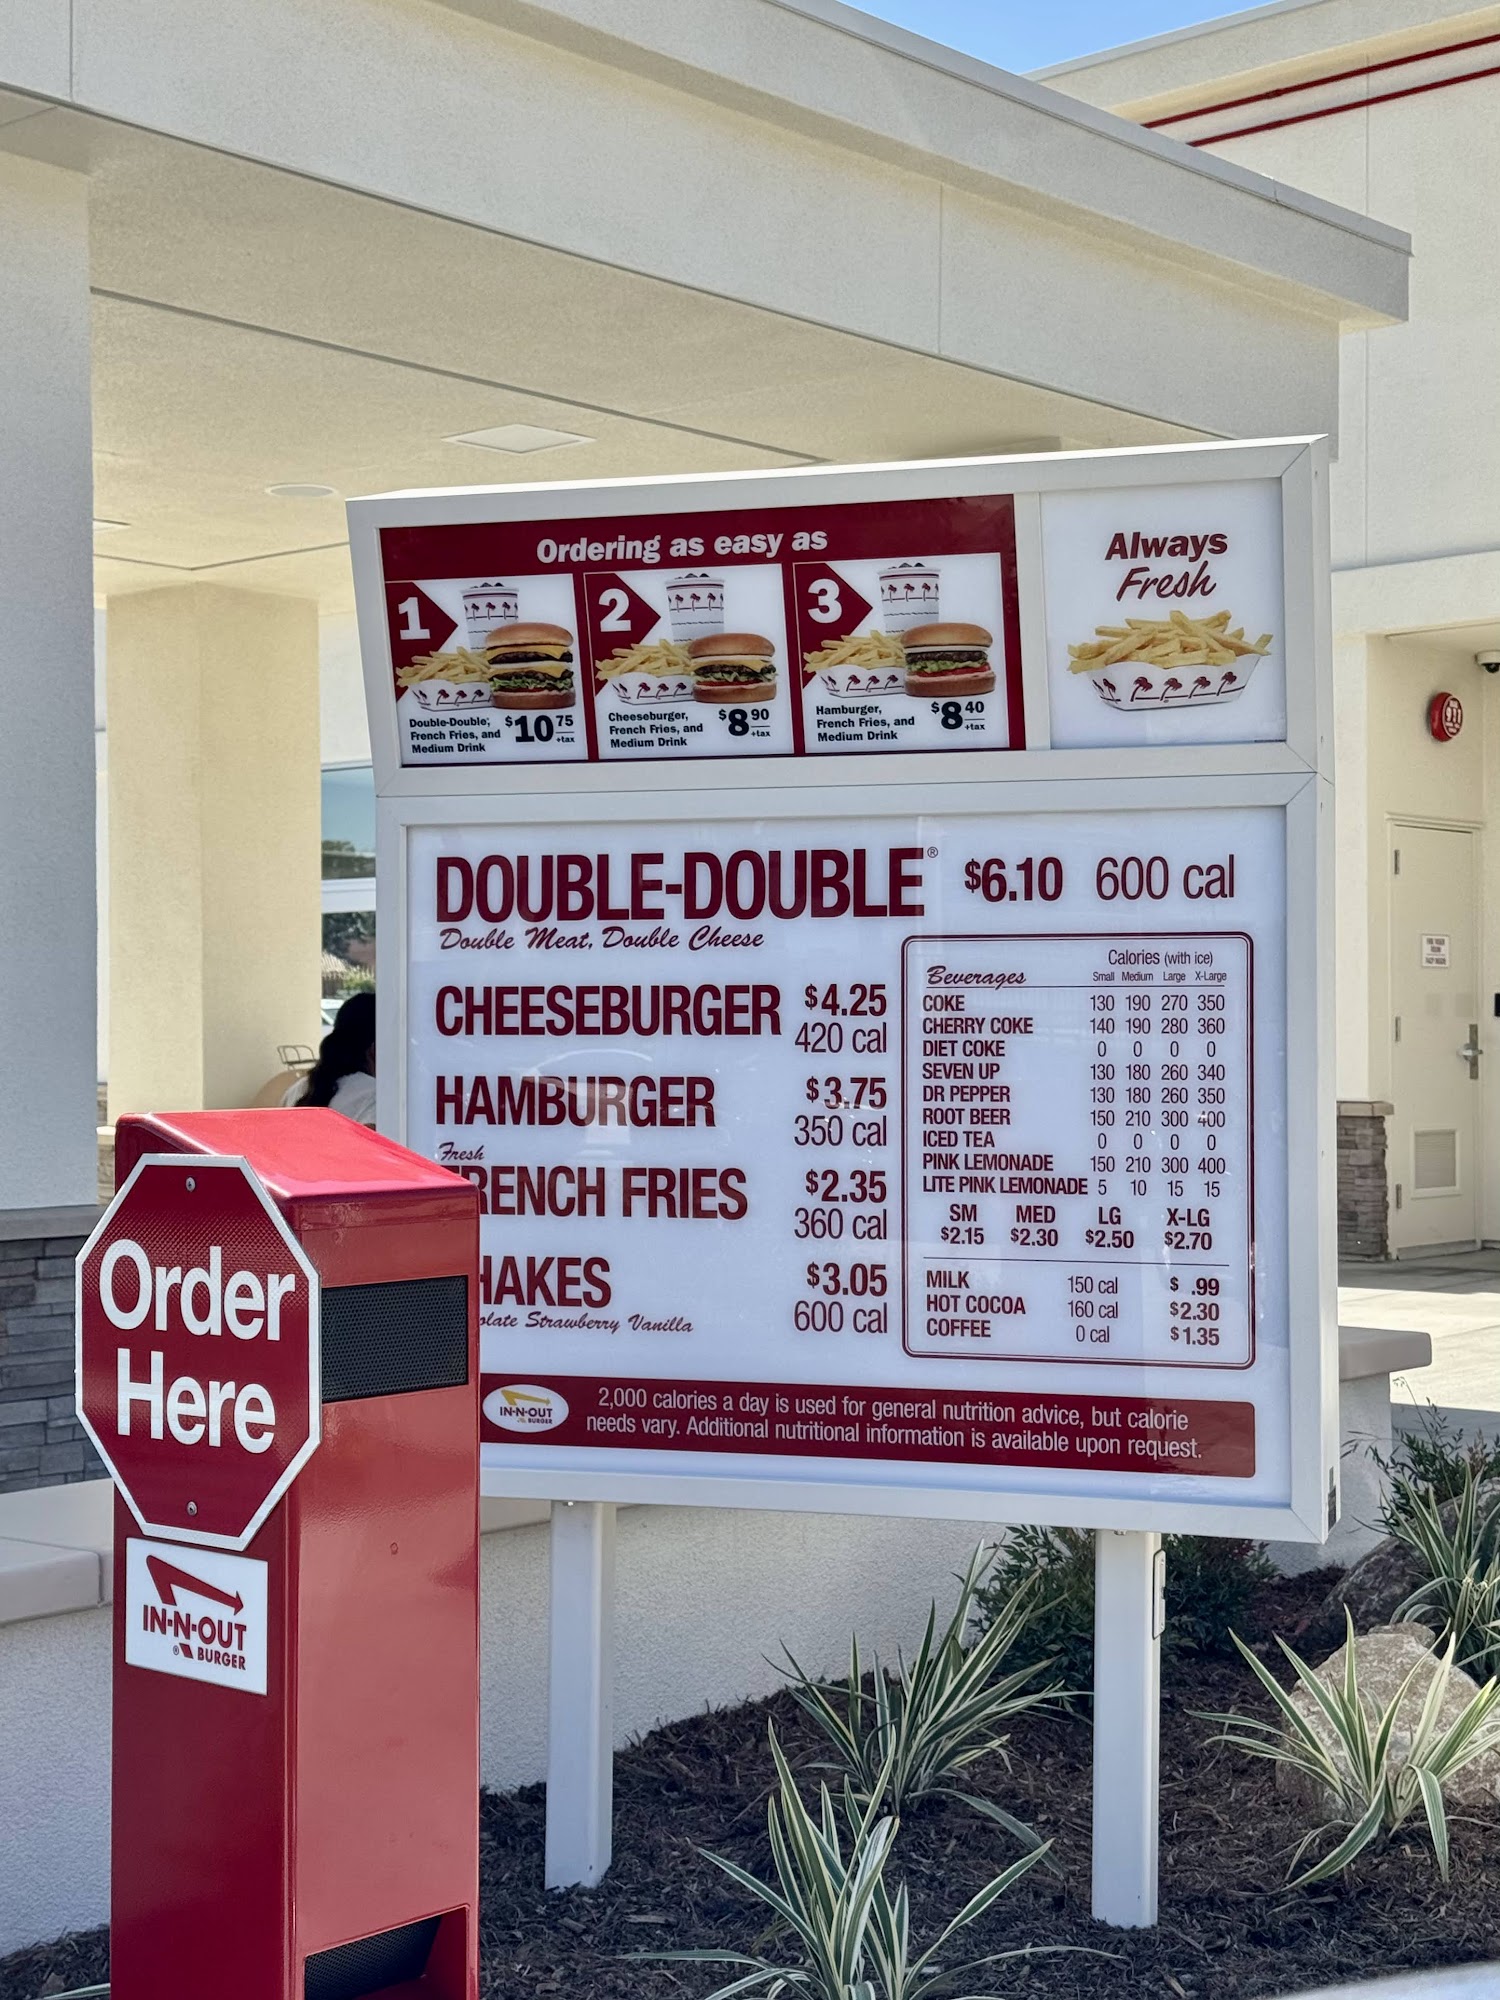 Ordering as easy as
1
Double-Double,
French Fries, and
Medium Drink
$10 75
+tax
2
Cheeseburger,
French Fries, and
Medium Drink
$8 90
+tax
3
Hamburger,
French Fries, and
Medium Drink
$8 40
+tax
Always
Fresh
DOUBLE-DOUBLE® $6.10 600 cal
Double Meat, Double Cheese
CHEESEBURGER $4.25
420 cal
HAMBURGER $3.75
350 cal
Fresh
RENCH FRIES $2.35
360 cal
HAKES $3.05
olate Strawberry Vanilla 600 cal
Calories (with ice)
Beverages Small Medium Large X-Large
COKE 130 190 270 350
CHERRY COKE 140 190 280 360
DIET COKE 0 0 0 0
SEVEN UP 130 180 260 340
DR PEPPER 130 180 260 350
ROOT BEER 150 210 300 400
ICED TEA 0 0 0 0
PINK LEMONADE 150 210 300 400
LITE PINK LEMONADE 5 10 15 15
SM MED LG X-LG
$2.15 $2.30 $2.50 $2.70
MILK 150 cal $ .99
HOT COCOA 160 cal $2.30
COFFEE 0 cal $1.35
IN-N-OUT
BURGER
2,000 calories a day is used for general nutrition advice, but calorie
needs vary. Additional nutritional information is available upon request.
Order
Here
IN-N-OUT
® BURGER